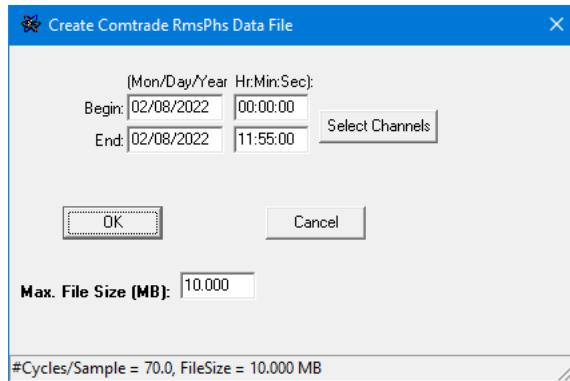 Create Comtrade RmsPhs Data File
(Mon/Day/Year Hr:Min:Sec):
Begin: 02/08/2022 00:00:00
Select Channels
End: 02/08/2022 11:55:00
OK Cancel
Max. File Size (MB): 10.000
#Cycles/Sample = 70.0, FileSize = 10.000 MB